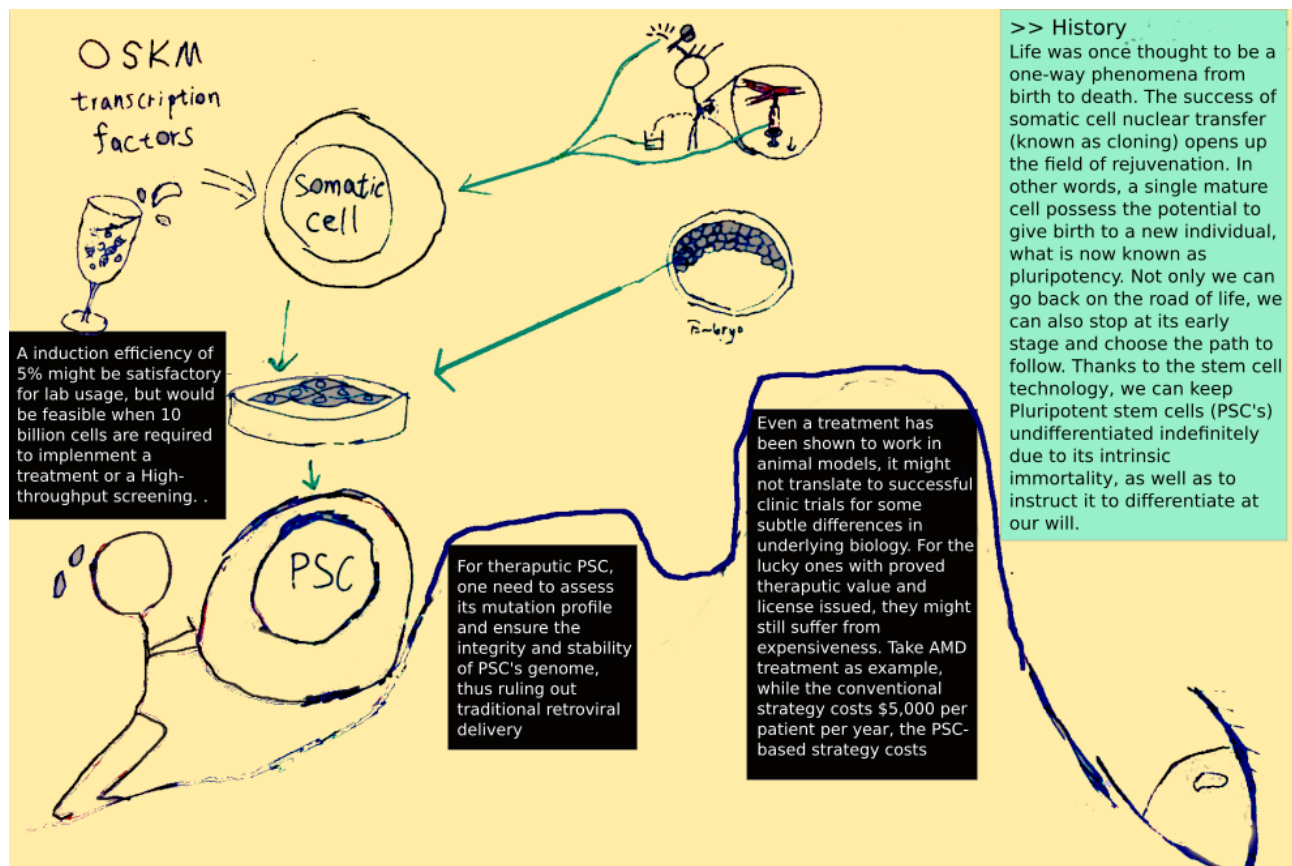 OSKM
transcription
factors
Somatic
cell
Embryo
PSC
A induction efficiency of
5% might be satisfactory
for lab usage, but would
be feasible when 10
billion cells are required
to implenment a
treatment or a High-
throughput screening. .
For theraputic PSC,
one need to assess
its mutation profile
and ensure the
integrity and stability
of PSC's genome,
thus ruling out
traditional retroviral
delivery
Even a treatment has
been shown to work in
animal models, it might
not translate to successful
clinic trials for some
subtle differences in
underlying biology. For the
lucky ones with proved
theraputic value and
license issued, they might
still suffer from
expensiveness. Take AMD
treatment as example,
while the conventional
strategy costs $5,000 per
patient per year, the PSC-
based strategy costs
>> History
Life was once thought to be a
one-way phenomena from
birth to death. The success of
somatic cell nuclear transfer
(known as cloning) opens up
the field of rejuvenation. In
other words, a single mature
cell possess the potential to
give birth to a new individual,
what is now known as
pluripotency. Not only we can
go back on the road of life, we
can also stop at its early
stage and choose the path to
follow. Thanks to the stem cell
technology, we can keep
Pluripotent stem cells (PSC's)
undifferentiated indefinitely
due to its intrinsic
immortality, as well as to
instruct it to differentiate at
our will.